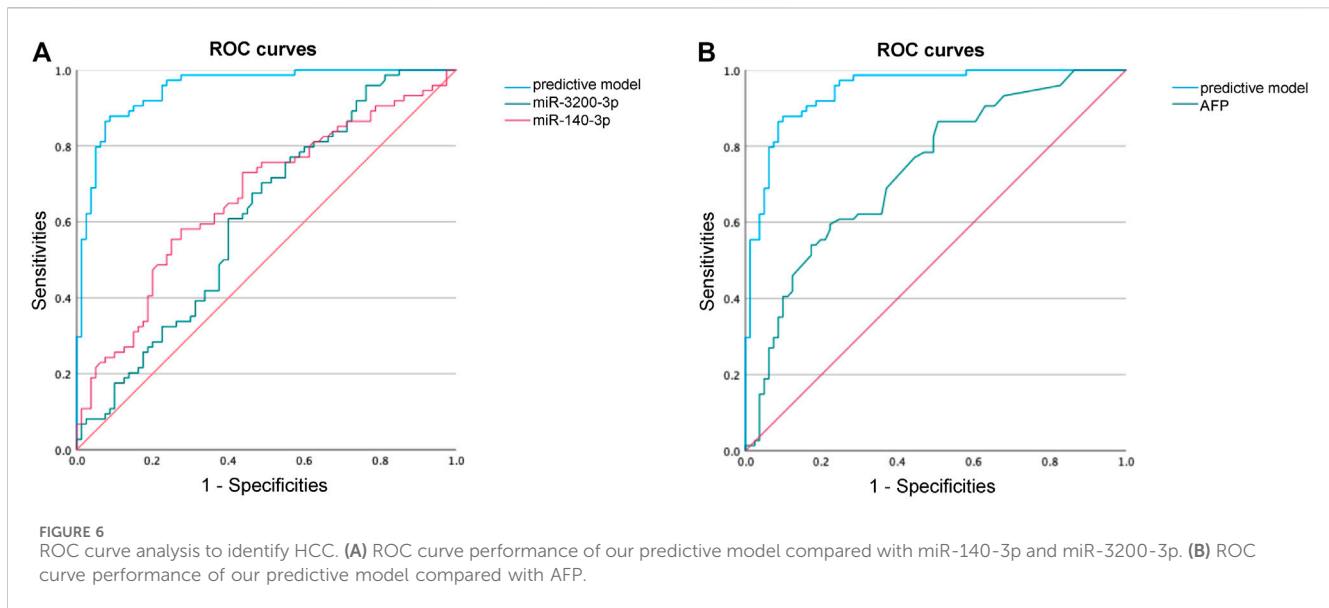 A
ROC curves
1.0
0.8
0.6
0.4
0.2
0.0
0.0 0.2 0.4 0.6 0.8 1.0
Sensitivities
1 - Specificities
predictive model
miR-3200-3p
miR-140-3p
B
ROC curves
1.0
0.8
0.6
0.4
0.2
0.0
0.0 0.2 0.4 0.6 0.8 1.0
Sensitivities
1 - Specificities
predictive model
AFP
FIGURE 6
ROC curve analysis to identify HCC. (A) ROC curve performance of our predictive model compared with miR-140-3p and miR-3200-3p. (B) ROC
curve performance of our predictive model compared with AFP.